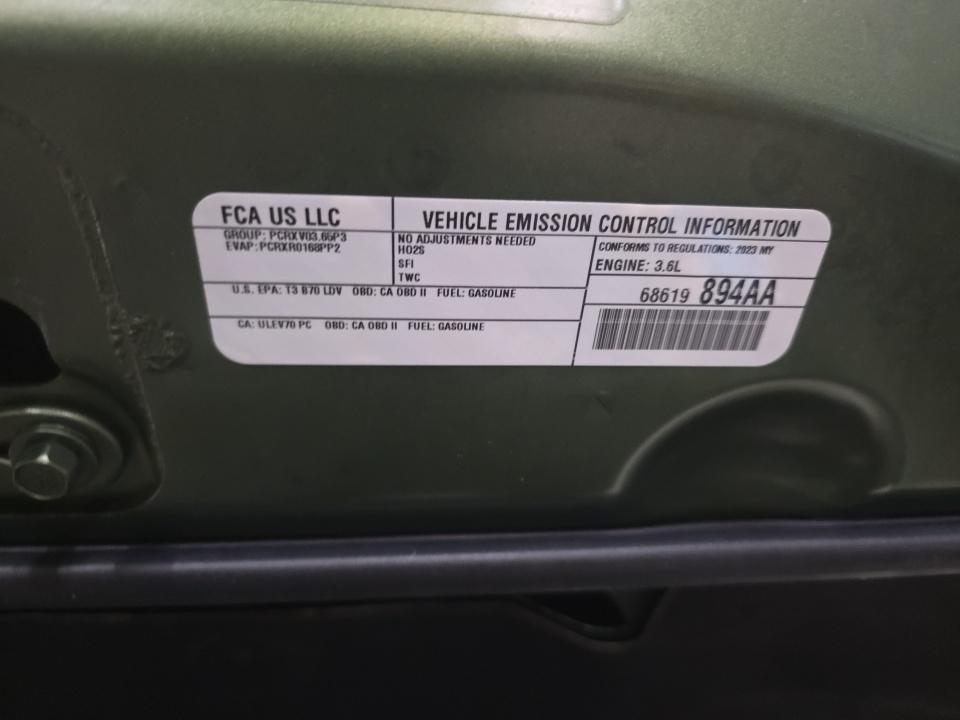 FCA US LLC
VEHICLE EMISSION CONTROL INFORMATION
GROUP: PCRXV03.65P3
EVAP: PCRXR0168PP2
NO ADJUSTMENTS NEEDED
HO2S
SFI
TWC
CONFORMS TO REGULATIONS: 2023 MY
ENGINE: 3.6L
68619 894AA
U.S. EPA: T3 B70 LDV OBD: CA OBD II FUEL: GASOLINE
CA: ULEV70 PC OBD: CA OBD II FUEL: GASOLINE